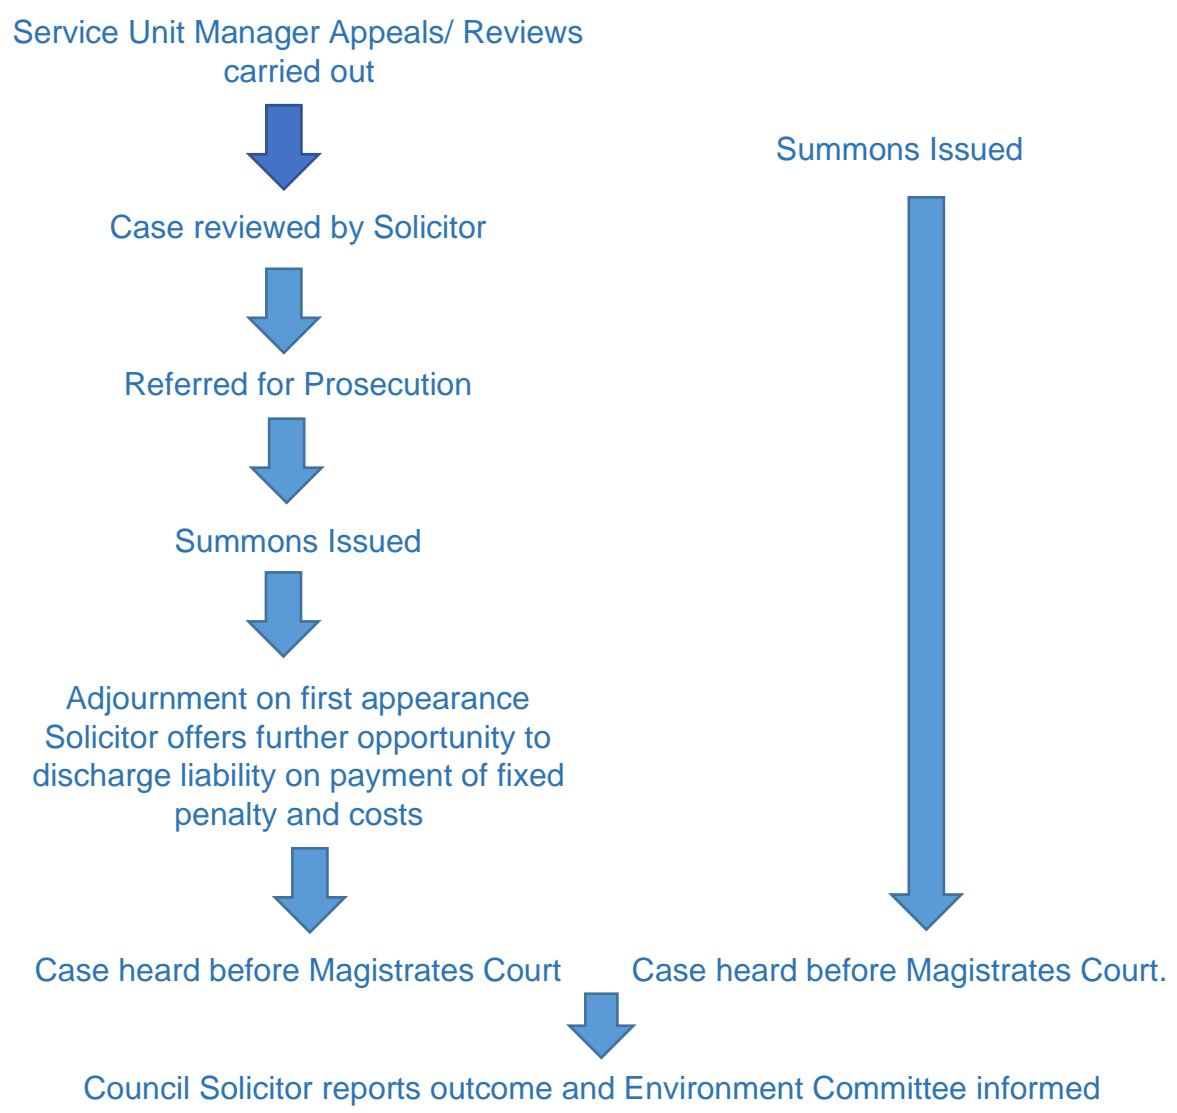 Service Unit Manager Appeals/ Reviews
carried out
Summons Issued
Case reviewed by Solicitor
Referred for Prosecution
Summons Issued
Adjournment on first appearance
Solicitor offers further opportunity to
discharge liability on payment of fixed
penalty and costs
Case heard before Magistrates Court
Case heard before Magistrates Court.
Council Solicitor reports outcome and Environment Committee informed